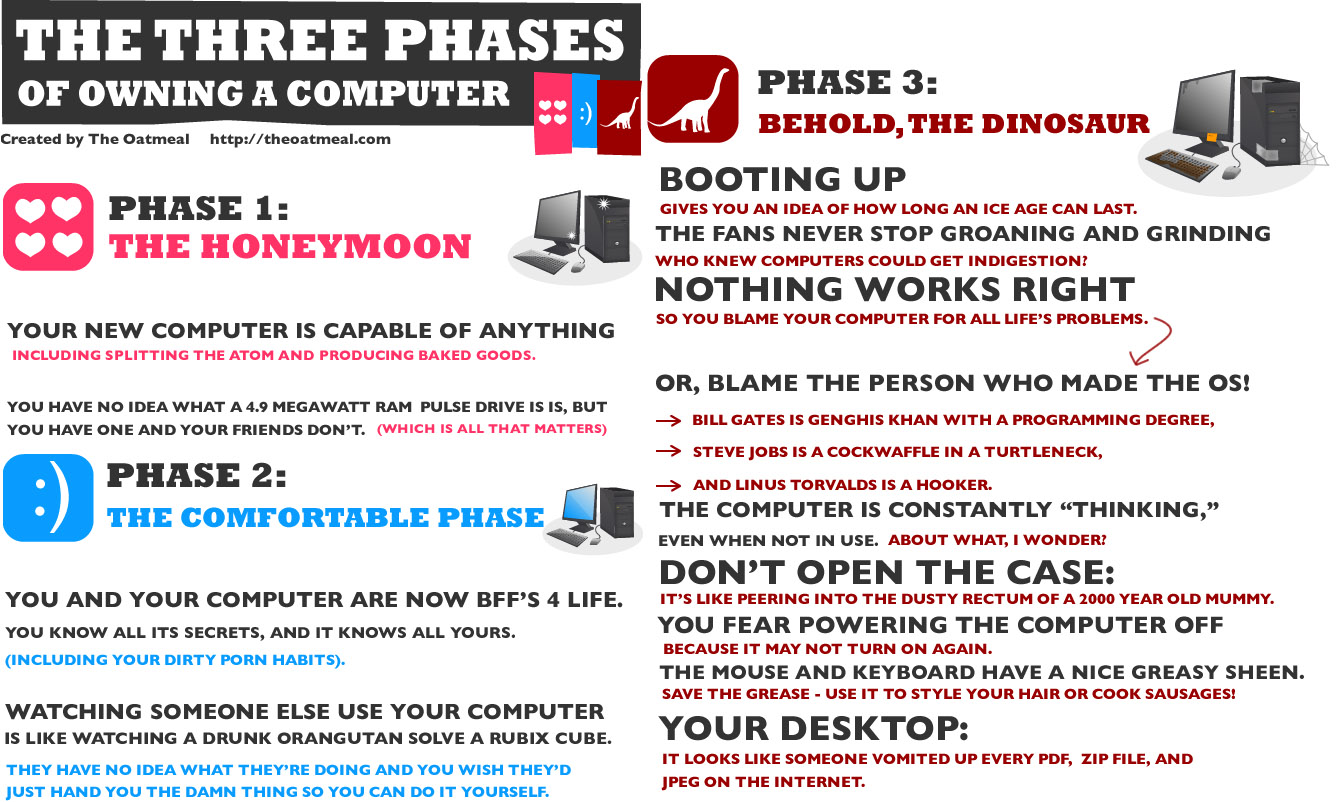 THE THREE PHASES
OF OWNING A COMPUTER
:)
Created by The Oatmeal http://theoatmeal.com
PHASE 1:
THE HONEYMOON
YOUR NEW COMPUTER IS CAPABLE OF ANYTHING
INCLUDING SPLITTING THE ATOM AND PRODUCING BAKED GOODS.
YOU HAVE NO IDEA WHAT A 4.9 MEGAWATT RAM PULSE DRIVE IS IS, BUT
YOU HAVE ONE AND YOUR FRIENDS DON'T. (WHICH IS ALL THAT MATTERS)
:)
PHASE 2:
THE COMFORTABLE PHASE
YOU AND YOUR COMPUTER ARE NOW BFF'S 4 LIFE.
YOU KNOW ALL ITS SECRETS, AND IT KNOWS ALL YOURS.
(INCLUDING YOUR DIRTY PORN HABITS).
WATCHING SOMEONE ELSE USE YOUR COMPUTER
IS LIKE WATCHING A DRUNK ORANGUTAN SOLVE A RUBIX CUBE.
THEY HAVE NO IDEA WHAT THEY'RE DOING AND YOU WISH THEY'D
JUST HAND YOU THE DAMN THING SO YOU CAN DO IT YOURSELF.
PHASE 3:
BEHOLD, THE DINOSAUR
BOOTING UP
GIVES YOU AN IDEA OF HOW LONG AN ICE AGE CAN LAST.
THE FANS NEVER STOP GROANING AND GRINDING
WHO KNEW COMPUTERS COULD GET INDIGESTION?
NOTHING WORKS RIGHT
SO YOU BLAME YOUR COMPUTER FOR ALL LIFE'S PROBLEMS.
OR, BLAME THE PERSON WHO MADE THE OS!
→ BILL GATES IS GENGHIS KHAN WITH A PROGRAMMING DEGREE,
→ STEVE JOBS IS A COCKWAFFLE IN A TURTLENECK,
→ AND LINUS TORVALDS IS A HOOKER.
THE COMPUTER IS CONSTANTLY “THINKING,”
EVEN WHEN NOT IN USE. ABOUT WHAT, I WONDER?
DON'T OPEN THE CASE:
IT'S LIKE PEERING INTO THE DUSTY RECTUM OF A 2000 YEAR OLD MUMMY.
YOU FEAR POWERING THE COMPUTER OFF
BECAUSE IT MAY NOT TURN ON AGAIN.
THE MOUSE AND KEYBOARD HAVE A NICE GREASY SHEEN.
SAVE THE GREASE - USE IT TO STYLE YOUR HAIR OR COOK SAUSAGES!
YOUR DESKTOP:
IT LOOKS LIKE SOMEONE VOMITED UP EVERY PDF, ZIP FILE, AND
JPEG ON THE INTERNET.